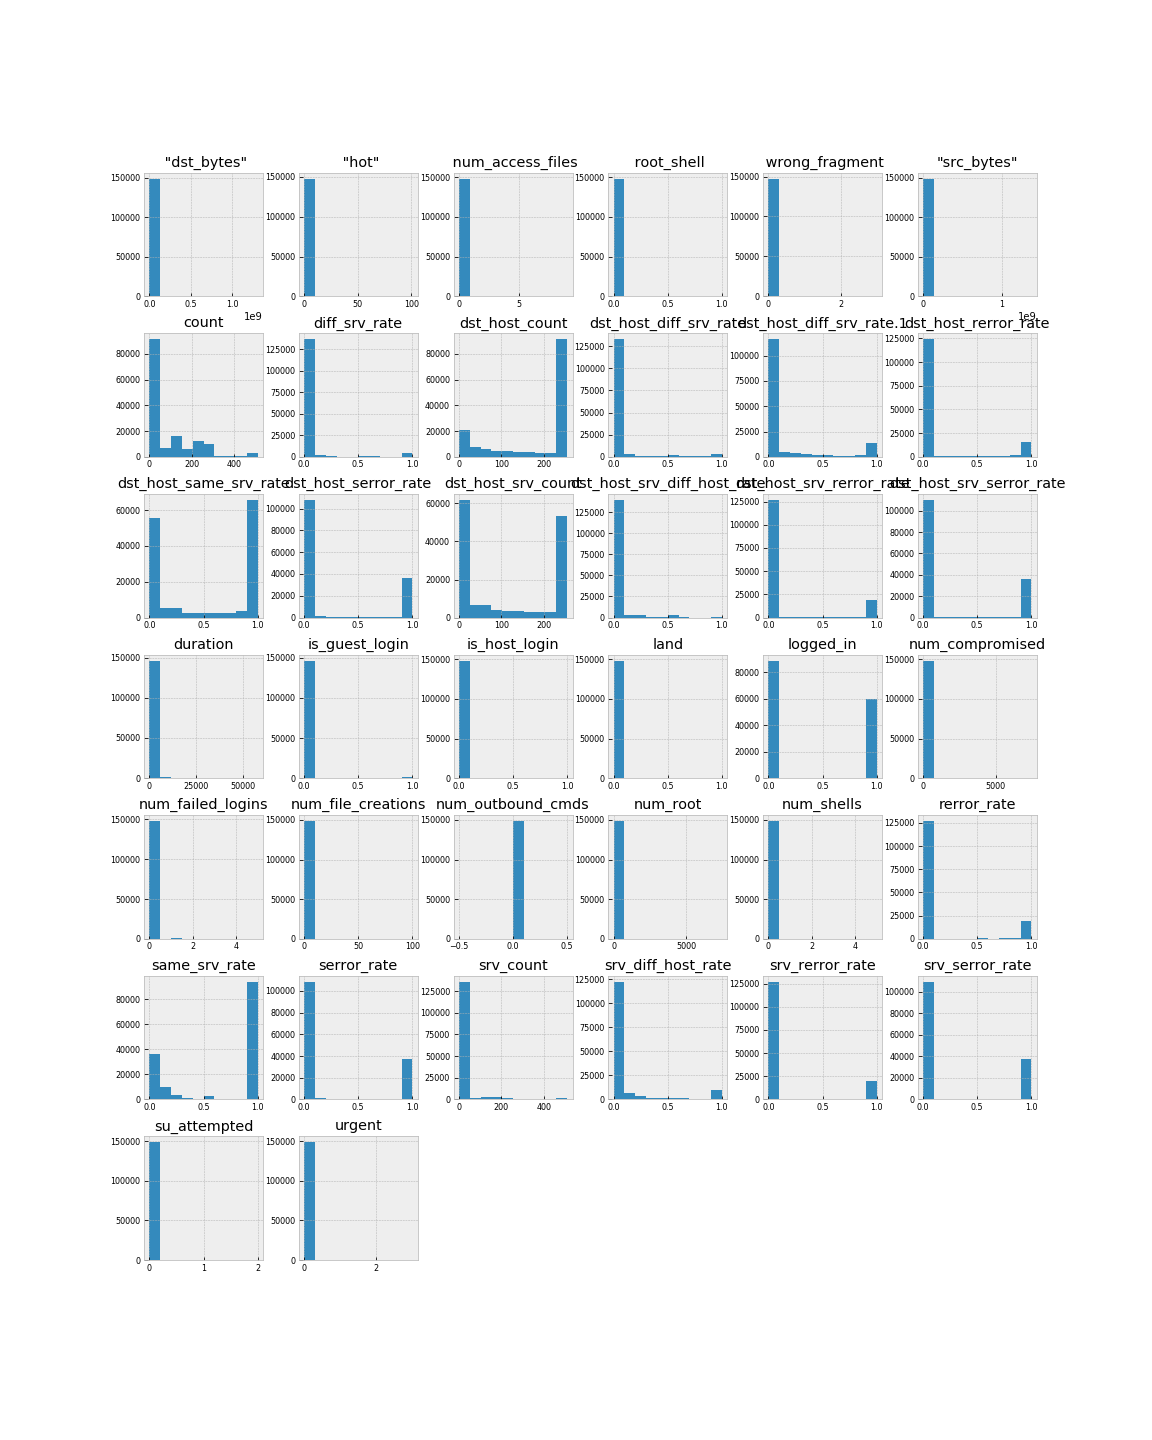 "dst_bytes" "hot" num_access_files root_shell wrong_fragment "src_bytes"
150000 150000 150000 150000 150000 150000
100000 100000 100000 100000 100000 100000
50000 50000 50000 50000 50000 50000
0 0 0 0 0 0
0.0 0.5 1.0 0 50 100 5 0.0 0.5 1.0 0 2 0 1
1e9 1e9
count diff_srv_rate dst_host_count dst_host_diff_srv_rate dst_host_diff_srv_rate.1 dst_host_rerror_rate
80000 125000 80000 125000 100000 125000
60000 100000 60000 100000 75000 100000
40000 75000 40000 75000 50000 75000
20000 50000 20000 50000 25000 50000
0 25000 0 25000 0 25000
0 0 0
0 200 400 0.0 0.5 1.0 0 100 200 0.0 0.5 1.0 0.0 0.5 1.0 0.0 0.5 1.0
dst_host_same_srv_rate dst_host_serror_rate dst_host_srv_count dst_host_srv_diff_host_rate dst_host_srv_rerror_rate dst_host_srv_serror_rate
60000 100000 60000 125000 125000 100000
40000 80000 40000 100000 100000 80000
20000 60000 20000 75000 75000 60000
0 40000 0 50000 50000 40000
20000 25000 25000 20000
0 0 0 0
0.0 0.5 1.0 0.0 0.5 1.0 0 100 200 0.0 0.5 1.0 0.0 0.5 1.0 0.0 0.5 1.0
duration is_guest_login is_host_login land logged_in num_compromised
150000 150000 150000 150000 80000 150000
100000 100000 100000 100000 60000 100000
50000 50000 50000 50000 40000 50000
0 0 0 0 20000 0
0
0 25000 50000 0.0 0.5 1.0 0.0 0.5 1.0 0.0 0.5 1.0 0.0 0.5 1.0 0 5000
num_failed_logins num_file_creations num_outbound_cmds num_root num_shells rerror_rate
150000 150000 150000 150000 150000 125000
100000 100000 100000 100000 100000 100000
50000 50000 50000 50000 50000 75000
0 0 0 0 0 50000
25000
0
0 2 4 0 50 100 −0.5 0.0 0.5 0 5000 0 2 4 0.0 0.5 1.0
same_srv_rate serror_rate srv_count srv_diff_host_rate srv_rerror_rate srv_serror_rate
80000 100000 125000 125000 125000 100000
60000 80000 100000 100000 100000 80000
40000 60000 75000 75000 75000 60000
20000 40000 50000 50000 50000 40000
0 20000 25000 25000 25000 20000
0 0 0 0 0
0.0 0.5 1.0 0.0 0.5 1.0 0 200 400 0.0 0.5 1.0 0.0 0.5 1.0 0.0 0.5 1.0
su_attempted urgent
150000 150000
100000 100000
50000 50000
0 0
0 1 2 0 2